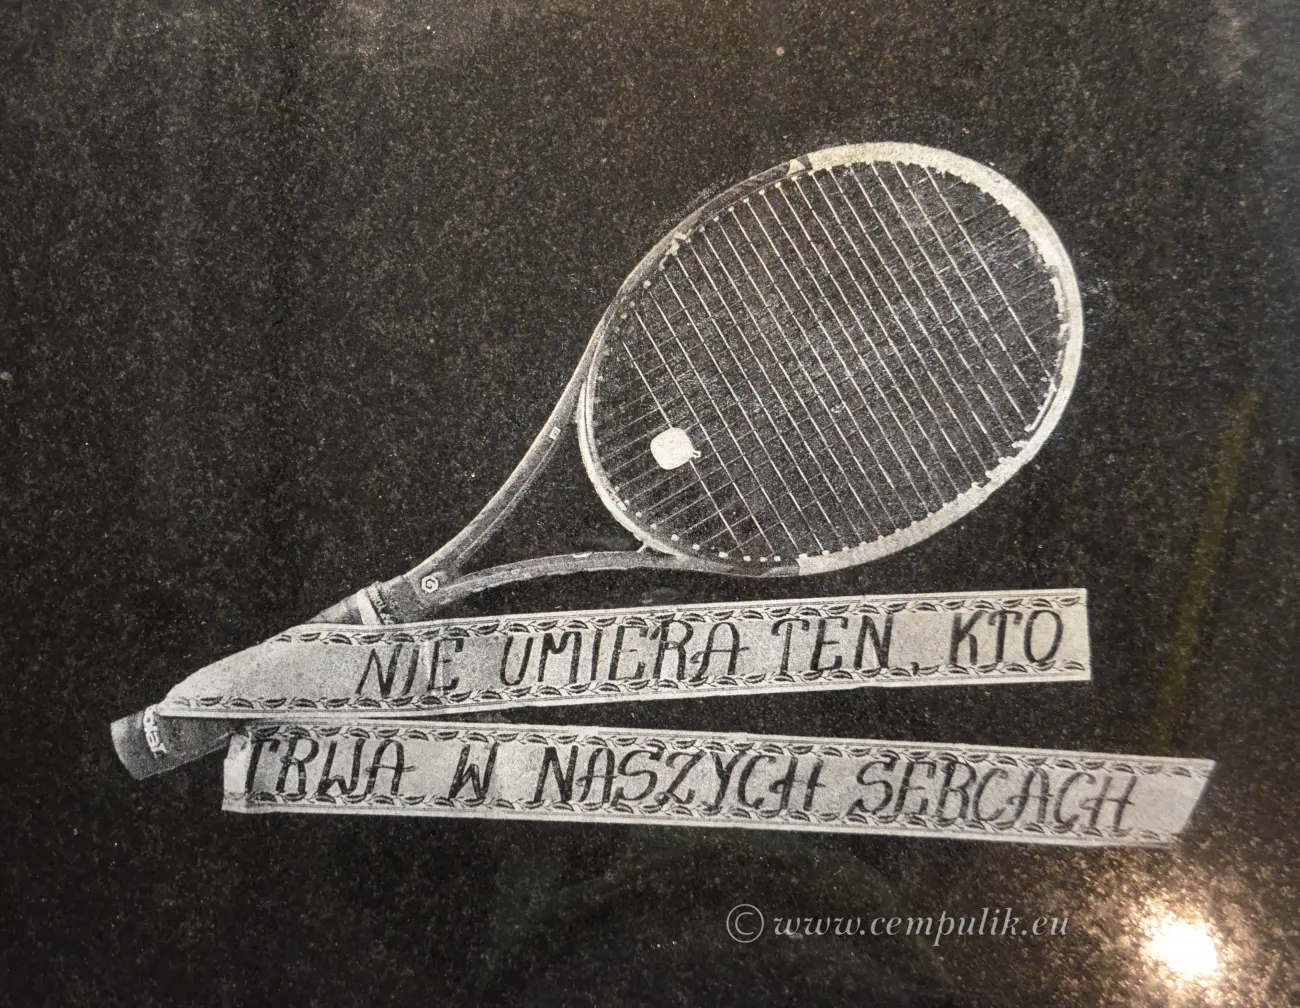 NIE UMIERA TEN, KTO
TRWA W NASZYCH SERCACH
© www.cempulik.eu